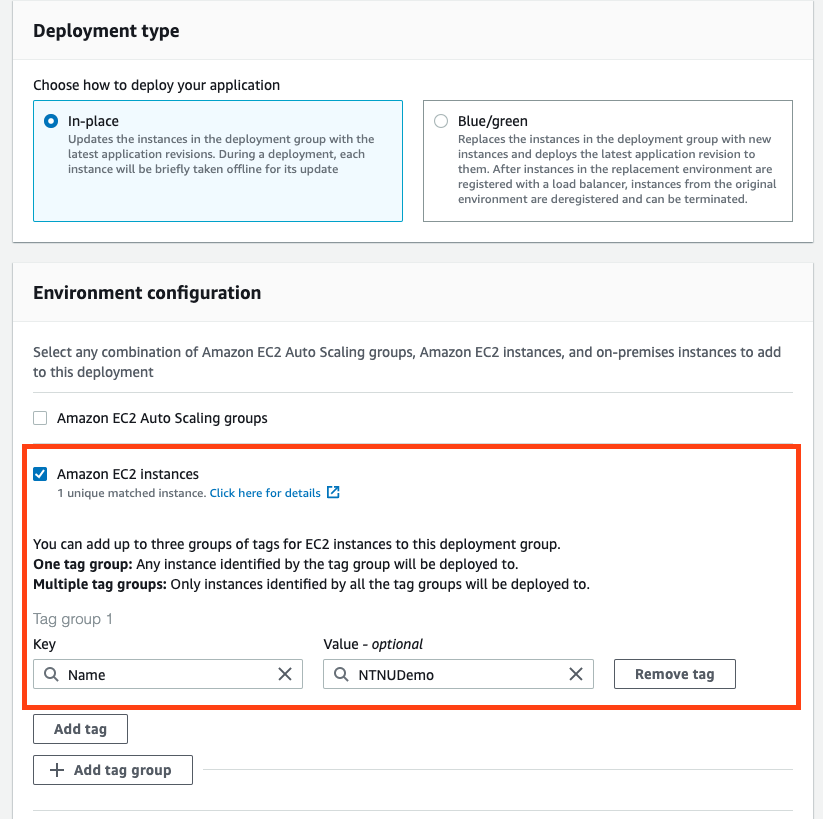 Deployment type
Choose how to deploy your application
In-place
Updates the instances in the deployment group with the
latest application revisions. During a deployment, each
instance will be briefly taken offline for its update
Blue/green
Replaces the instances in the deployment group with new
instances and deploys the latest application revision to
them. After instances in the replacement environment are
registered with a load balancer, instances from the original
environment are deregistered and can be terminated.
Environment configuration
Select any combination of Amazon EC2 Auto Scaling groups, Amazon EC2 instances, and on-premises instances to add
to this deployment
Amazon EC2 Auto Scaling groups
Amazon EC2 instances
1 unique matched instance. Click here for details
You can add up to three groups of tags for EC2 instances to this deployment group.
One tag group: Any instance identified by the tag group will be deployed to.
Multiple tag groups: Only instances identified by all the tag groups will be deployed to.
Tag group 1
Key
Value - optional
Name
NTNUDemo
Remove tag
Add tag
Add tag group